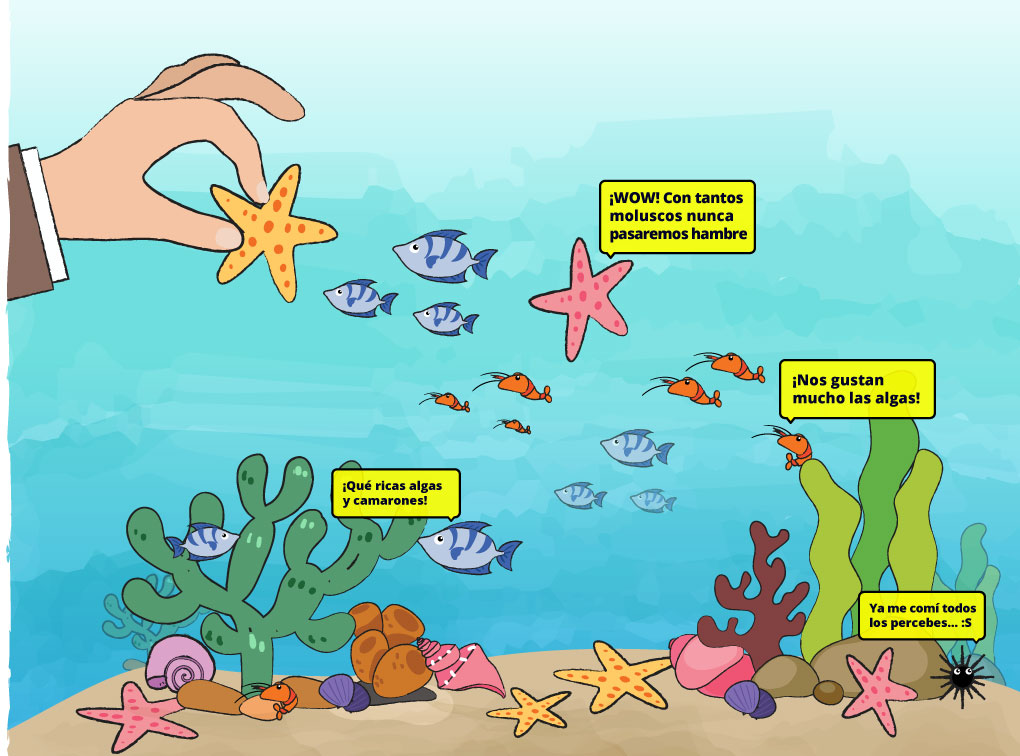 ¡WOW! Con tantos
moluscos nunca
pasaremos hambre
¡Nos gustan
mucho las algas!
¡Qué ricas algas
y camarones!
Ya me comí todos
los percebes... :S